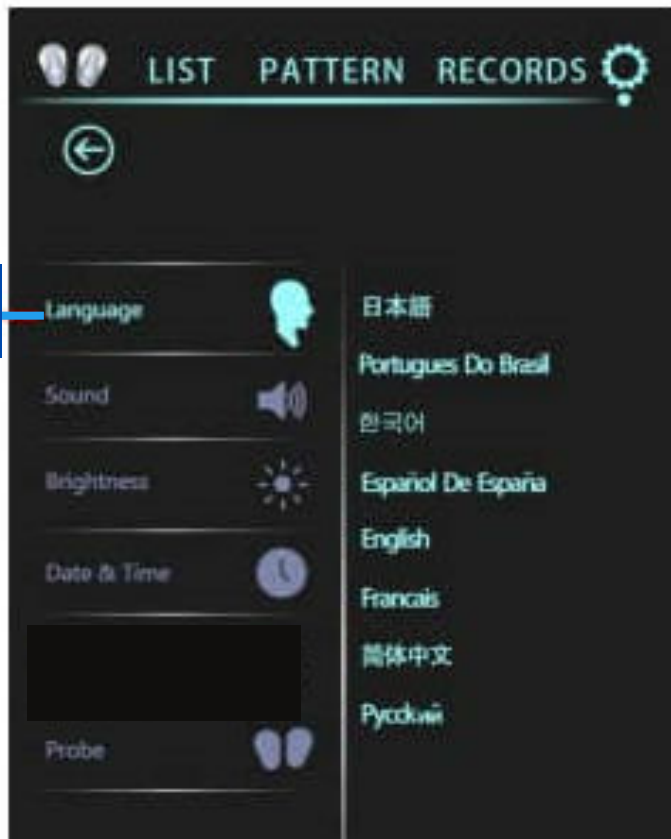 LIST PATTERN RECORDS
Language
Sound
Brightness
Date & Time
Probe
日本語
Portugues Do Brasil
한국어
Español De España
English
Francais
简体中文
Русский